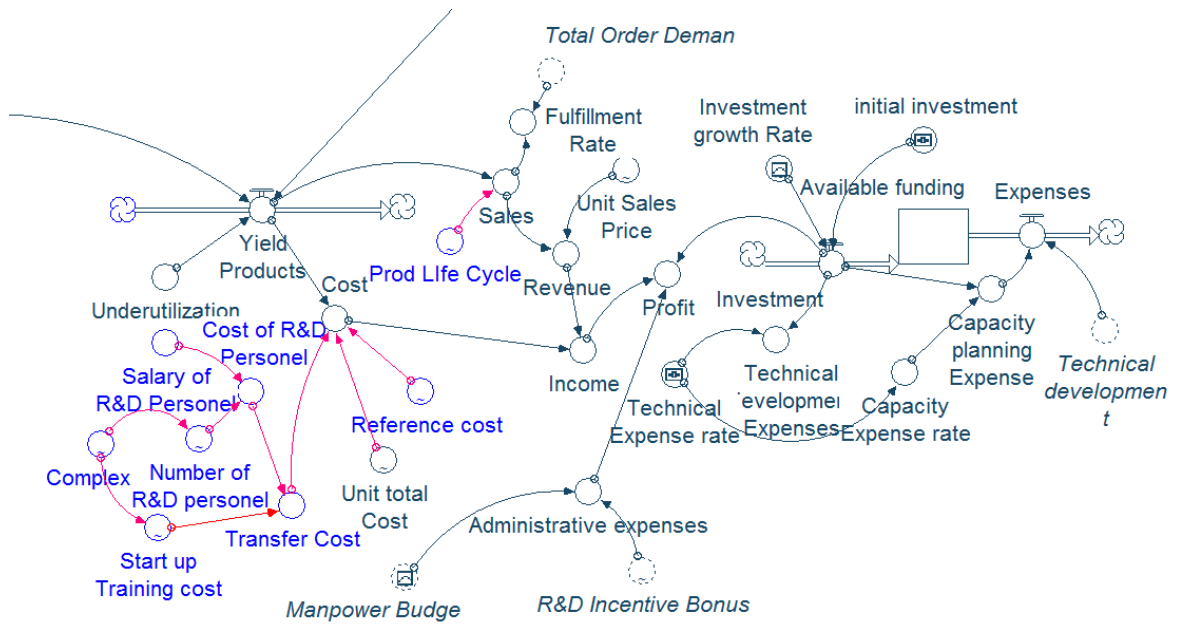 Total Order Deman
Fulfillment
Rate
Investment
growth Rate
initial investment
Available funding
Expenses
Unit Sales
Price
Sales
Yield
Products
Prod LIfe Cycle
Cost
Revenue
Profit
Investment
Underutilization
Cost of R&D
Personel
Income
Capacity
planning
Expense
Technical
developmen
t
Salary of
R&D Personel
Technical
Expense rate
Technical
evelopmer
Expenses
Capacity
Expense rate
Reference cost
Complex
Number of
R&D personel
Unit total
Cost
Transfer Cost
Administrative expenses
Start up
Training cost
Manpower Budge
R&D Incentive Bonus